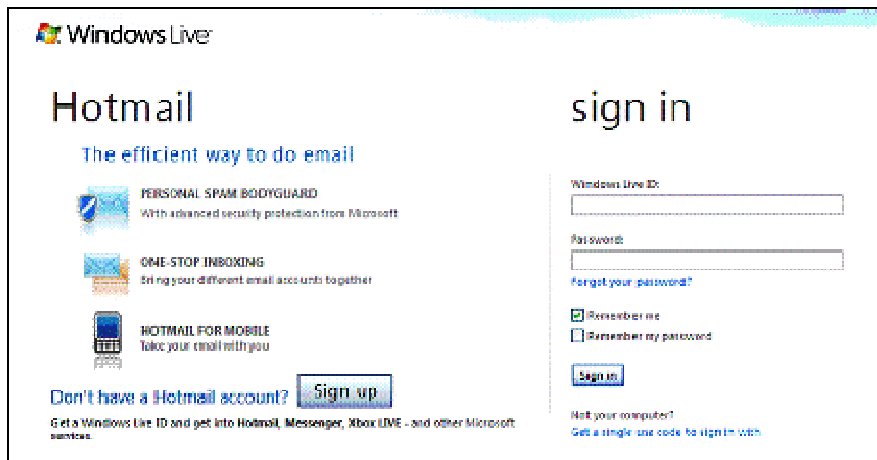 Windows Live
Hotmail
The efficient way to do email
PERSONAL SPAM BODYGUARD
With advanced security protection from Microsoft
ONE-STOP INBOXING
Bring your different email accounts together
HOTMAIL FOR MOBILE
Take your email with you
Don't have a Hotmail account? Sign up
Get a Windows Live ID and get into Hotmail, Messenger, Xbox LIVE - and other Microsoft
services.
sign in
Windows Live ID:
Password:
Forgot your password?
Remember me
Remember my password
Sign in
Not your computer?
Get a single-use code to sign in with